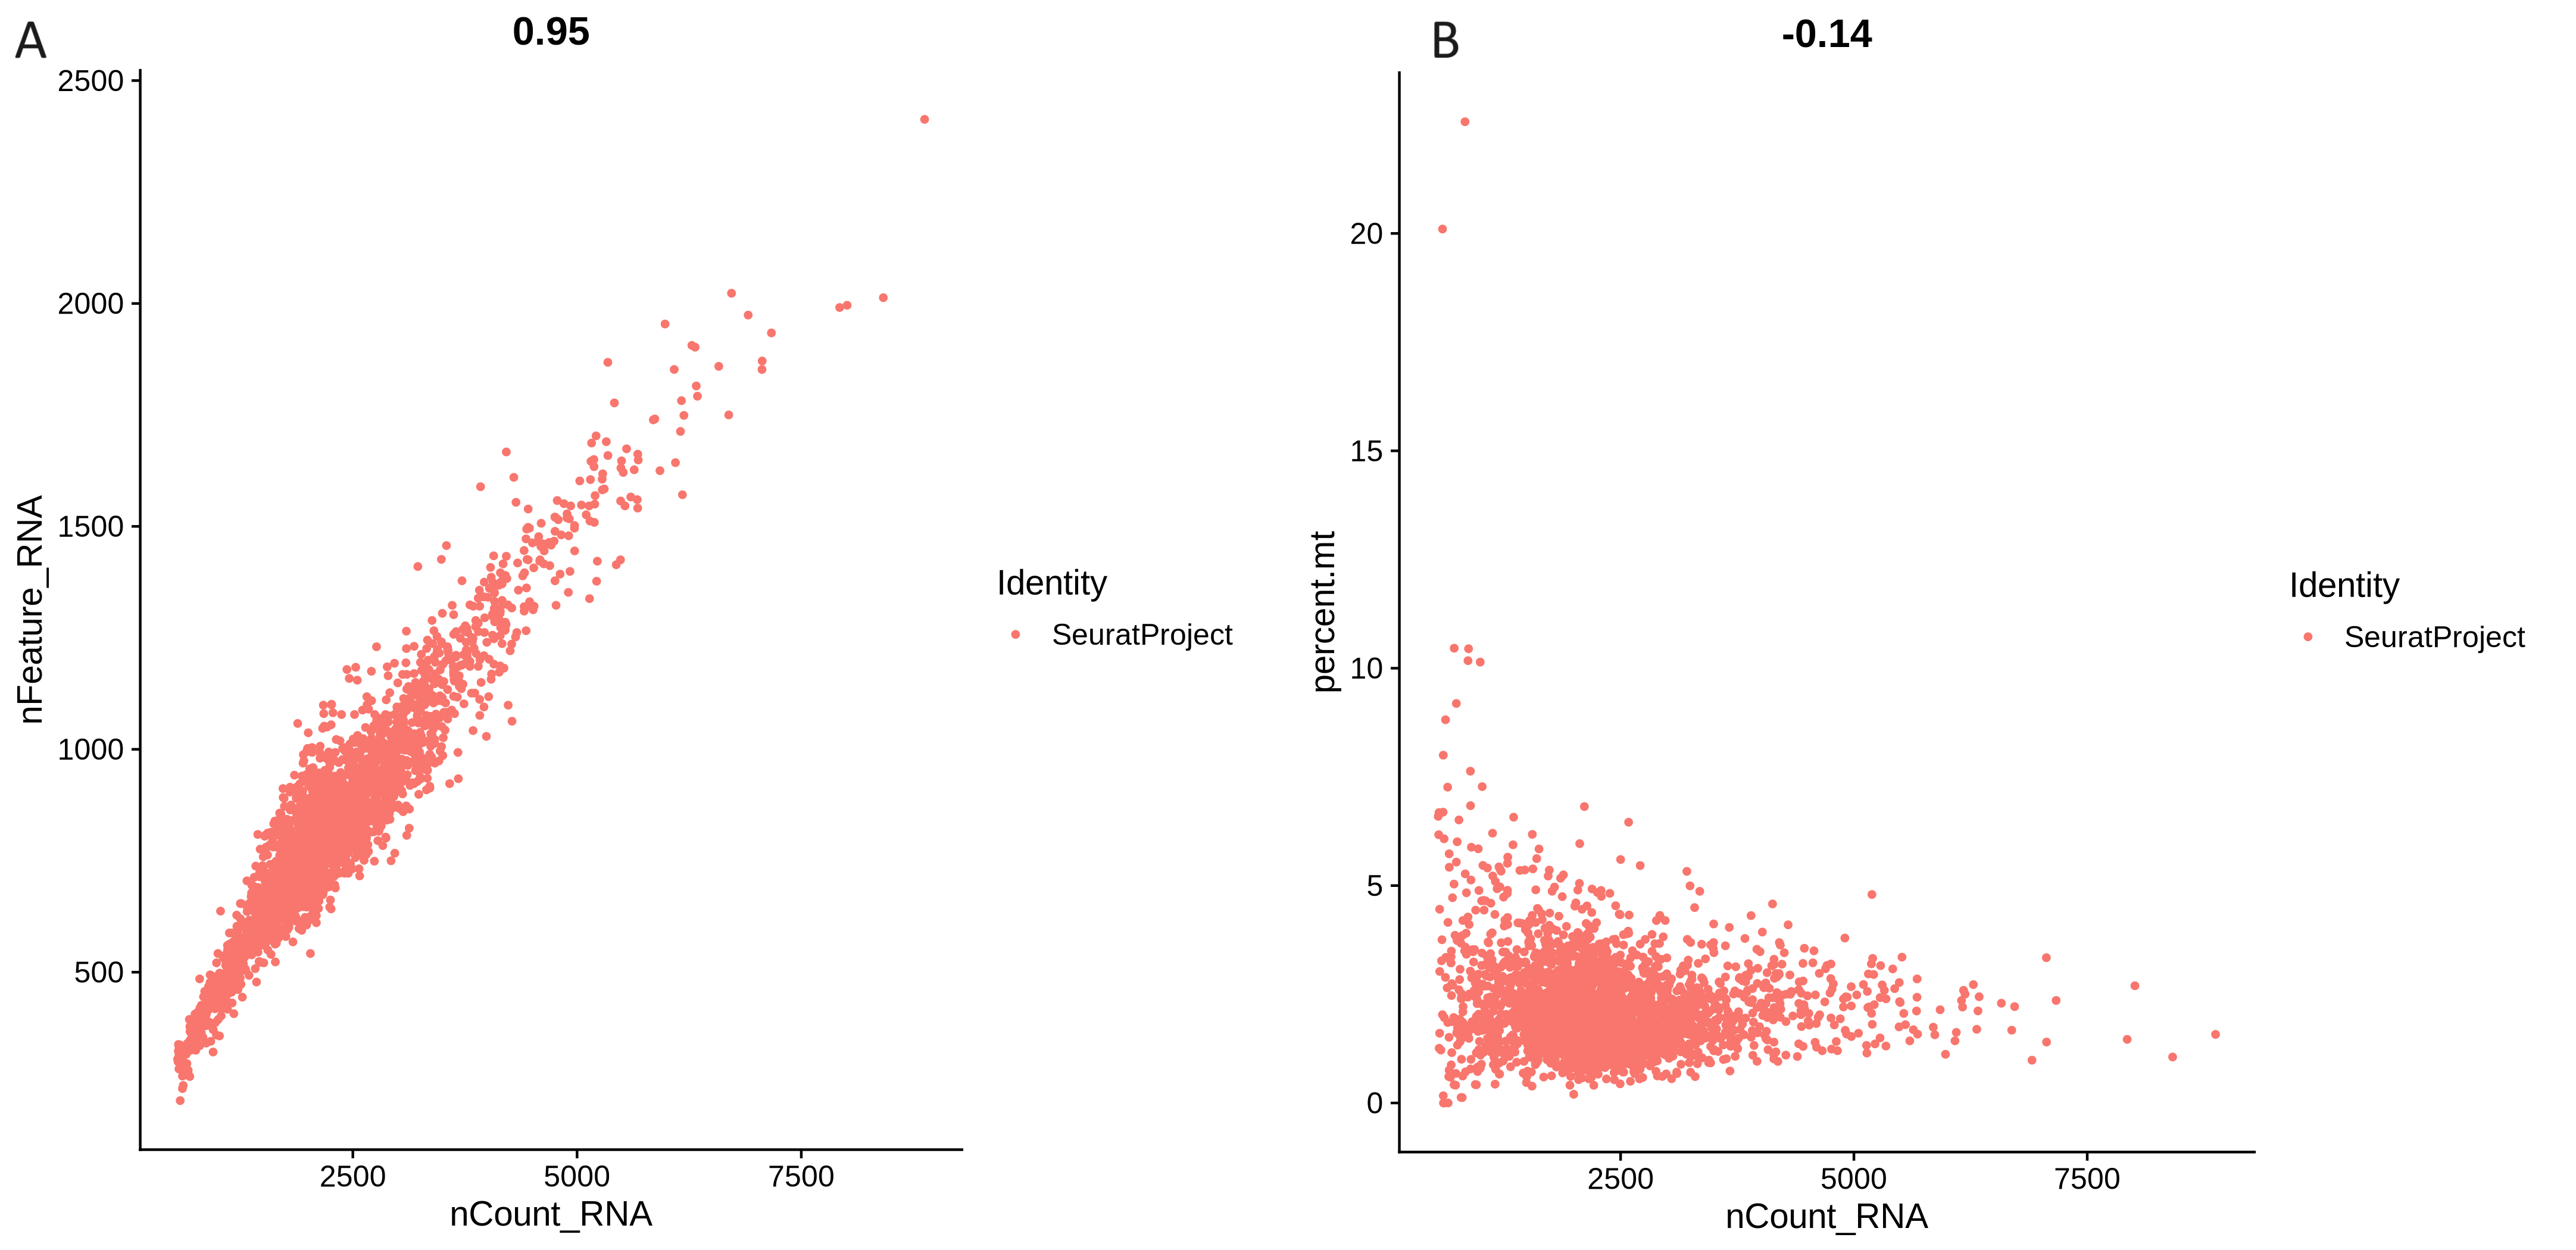 A
0.95
2500
2000
1500
1000
500
nFeature_RNA
2500 5000 7500
nCount_RNA
Identity
SeuratProject
B
-0.14
20
15
10
5
0
percent.mt
2500 5000 7500
nCount_RNA
Identity
SeuratProject